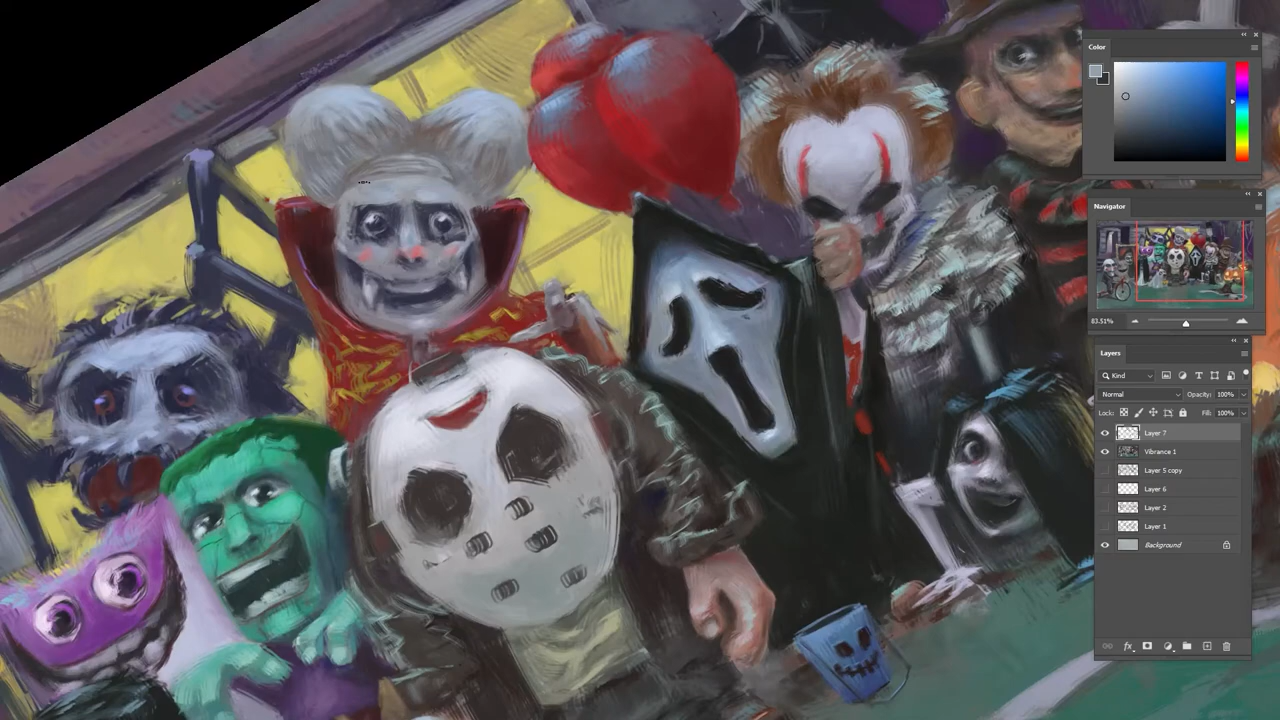 Color
Navigator
83.51%
Layers
Kind
Normal
Opacity: 100%
Lock:
Fill: 100%
Layer 7
Vibrance 1
Layer 5 copy
Layer 6
Layer 2
Layer 1
Background
fx